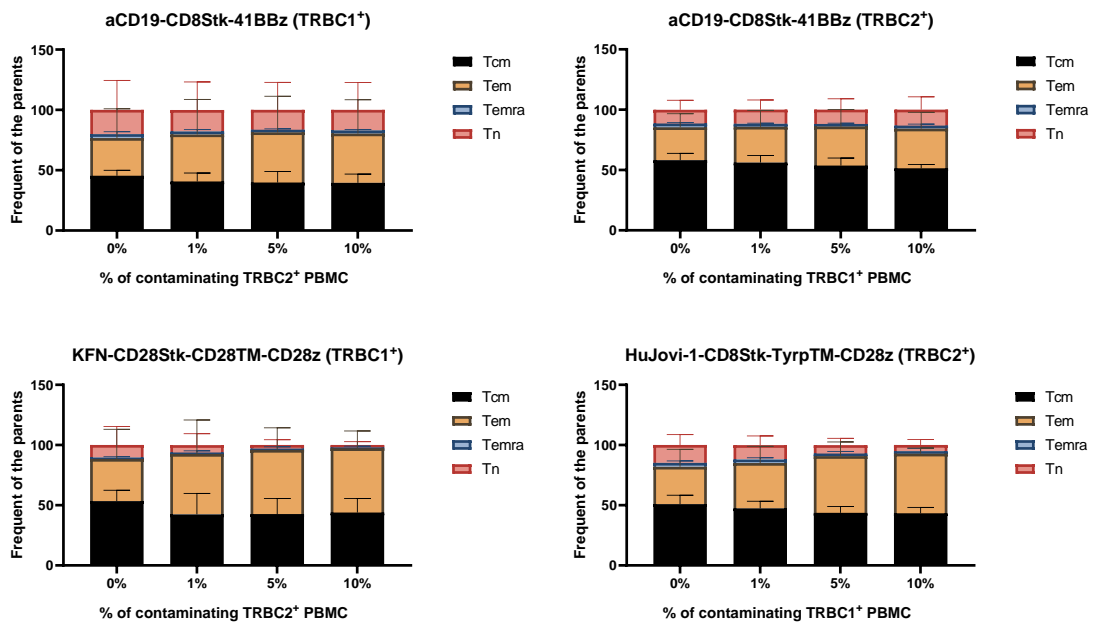 aCD19-CD8Stk-41BBz (TRBC1⁺)
Frequent of the parents
150
100
50
0
0% 1% 5% 10%
% of contaminating TRBC2⁺ PBMC
Tcm
Tem
Temra
Tn
aCD19-CD8Stk-41BBz (TRBC2⁺)
Frequent of the parents
150
100
50
0
0% 1% 5% 10%
% of contaminating TRBC1⁺ PBMC
Tcm
Tem
Temra
Tn
KFN-CD28Stk-CD28TM-CD28z (TRBC1⁺)
Frequent of the parents
150
100
50
0
0% 1% 5% 10%
% of contaminating TRBC2⁺ PBMC
Tcm
Tem
Temra
Tn
HuJovi-1-CD8Stk-TyrpTM-CD28z (TRBC2⁺)
Frequent of the parents
150
100
50
0
0% 1% 5% 10%
% of contaminating TRBC1⁺ PBMC
Tcm
Tem
Temra
Tn